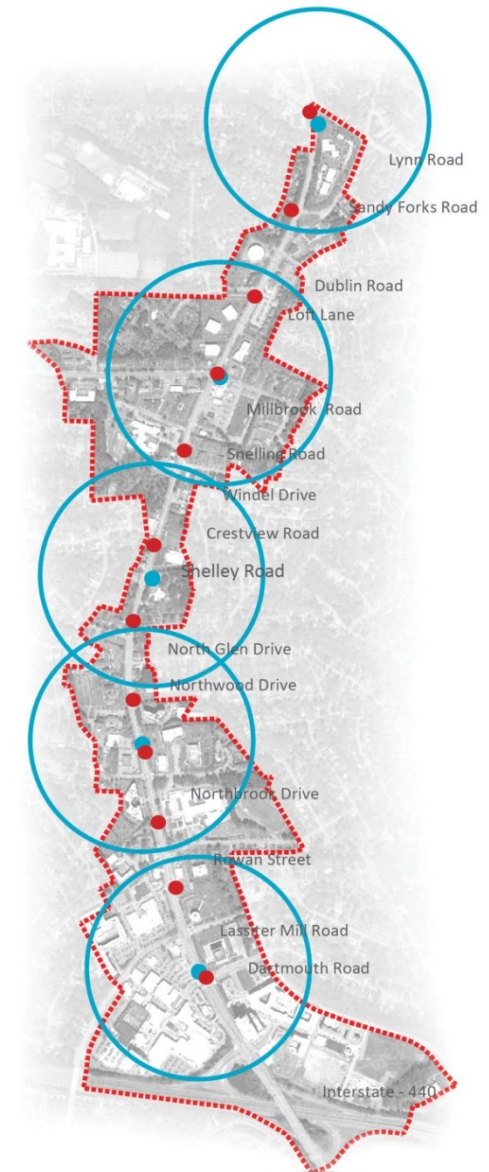 Lynn Road
Sandy Forks Road
Dublin Road
Loft Lane
Millbrook Road
Snelling Road
Windel Drive
Crestview Road
Shelley Road
North Glen Drive
Northwood Drive
Northbrook Drive
Rowan Street
Lassiter Mill Road
Dartmouth Road
Interstate - 440